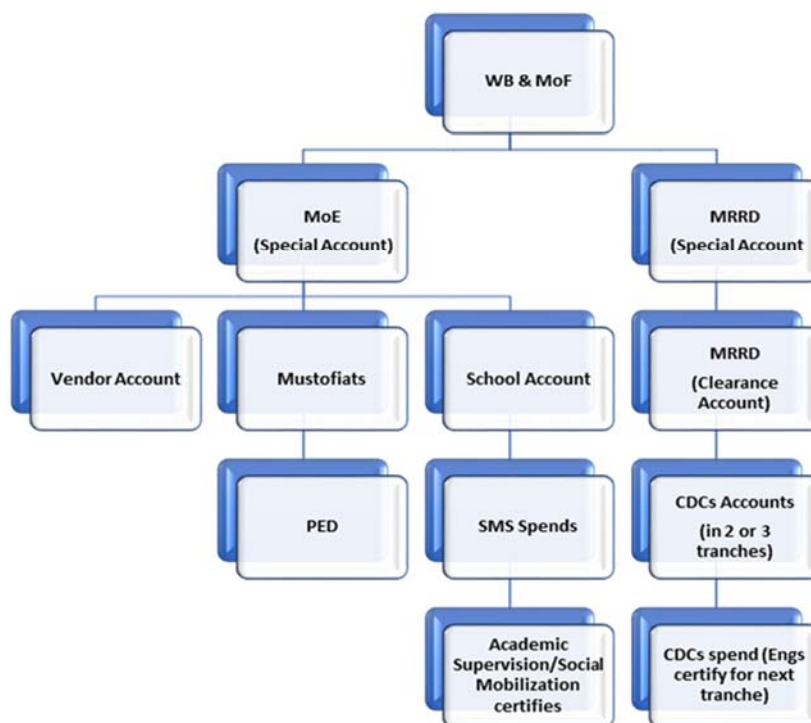 WB & MoF
MoE
(Special Account)
MRRD
(Special Account
Vendor Account
Mustofiats
School Account
MRRD
(Clearance
Account)
PED
SMS Spends
CDCs Accounts
(in 2 or 3
tranches)
Academic
Supervision/Social
Mobilization
certifies
CDCs spend (Engs
certify for next
tranche)